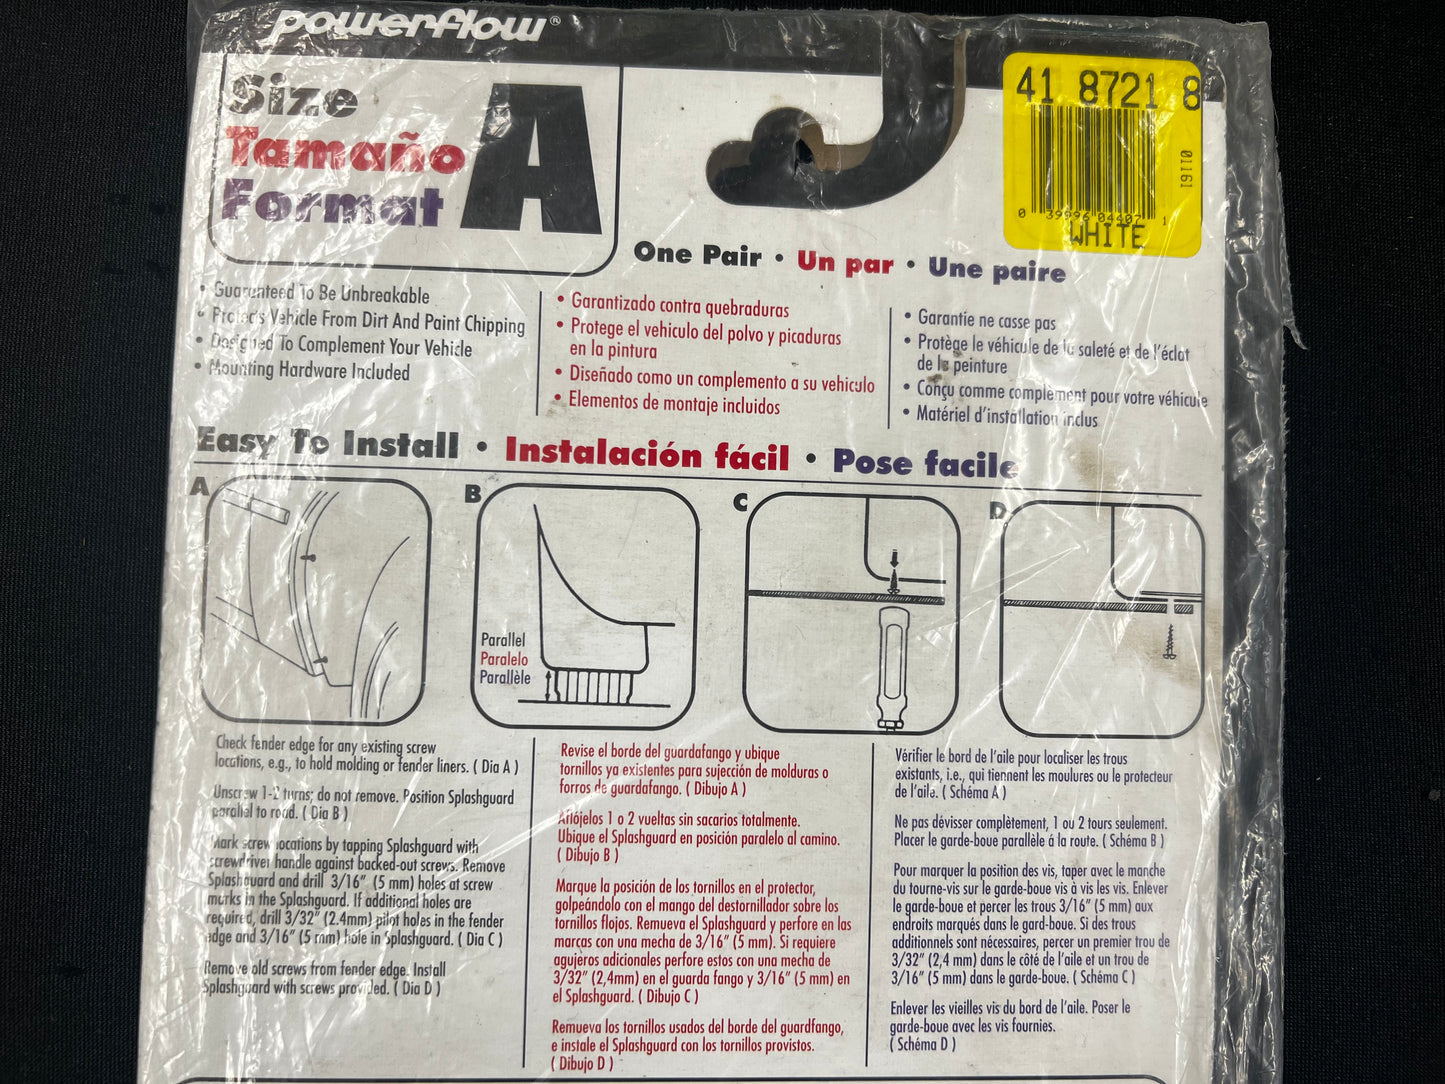 powerflow®
Size
Tamaño
Format
A
41 8721 8
01161
0 39996 04407 1
WHITE
One Pair • Un par • Une paire
• Guaranteed To Be Unbreakable
• Protects Vehicle From Dirt And Paint Chipping
• Designed To Complement Your Vehicle
• Mounting Hardware Included
• Garantizado contra quebraduras
• Protege el vehiculo del polvo y picaduras
en la pintura
• Diseñado como un complemento a su vehiculo
• Elementos de montaje incluidos
• Garantie ne casse pas
• Protège le véhicule de la saleté et de l'éclat
de la peinture
• Conçu comme complement pour votre véhicule
• Matériel d'installation inclus
Easy To Install • Instalación fácil • Pose facile
A
B
Parallel
Paralelo
Parallèle
C
D
Check fender edge for any existing screw
locations, e.g., to hold molding or fender liners. ( Dia A )
Unscrew 1-2 turns; do not remove. Position Splashguard
parallel to road. ( Dia B )
Mark screw locations by tapping Splashguard with
screwdriver handle against backed-out screws. Remove
Splashguard and drill 3/16" (5 mm) holes at screw
marks in the Splashguard. If additional holes are
required, drill 3/32" (2.4mm) pilot holes in the fender
edge and 3/16" (5 mm) hole in Splashguard. ( Dia C )
Remove old screws from fender edge. Install
Splashguard with screws provided. ( Dia D )
Revise el borde del guardafango y ubique
tornillos ya existentes para sujección de molduras o
forros de guardafango. ( Dibujo A )
Aflójelos 1 o 2 vueltas sin sacarios totalmente.
Ubique el Splashguard en posición paralelo al camino.
( Dibujo B )
Marque la posición de los tornillos en el protector,
golpeándolo con el mango del destornillador sobre los
tornillos flojos. Remueva el Splashguard y perfore en las
marcas con una mecha de 3/16" (5 mm). Si requiere
agujeros adicionales perfore estos con una mecha de
3/32" (2,4mm) en el guarda fango y 3/16" (5 mm) en
el Splashguard. ( Dibujo C )
Remueva los tornillos usados del borde del guardfango,
e instale el Splashguard con los tornillos provistos.
( Dibujo D )
Vérifier le bord de l'aile pour localiser les trous
existants, i.e., qui tiennent les moulures ou le protecteur
de l'aile. ( Schéma A )
Ne pas dévisser complètement, 1 ou 2 tours seulement.
Placer le garde-boue parallèle á la route. ( Schéma B )
Pour marquer la position des vis, taper avec le manche
du tourne-vis sur le garde-boue vis à vis les vis. Enlever
le garde-boue et percer les trous 3/16" (5 mm) aux
endroits marqués dans le gard-boue. Si des trous
additionnels sont nécessaires, percer un premier trou de
3/32" (2,4 mm) dans le côté de l'aile et un trou de
3/16" (5 mm) dans le garde-boue. ( Schéma C )
Enlever les vieilles vis du bord de l'aile. Poser le
garde-boue avec les vis fournies.
( Schéma D )